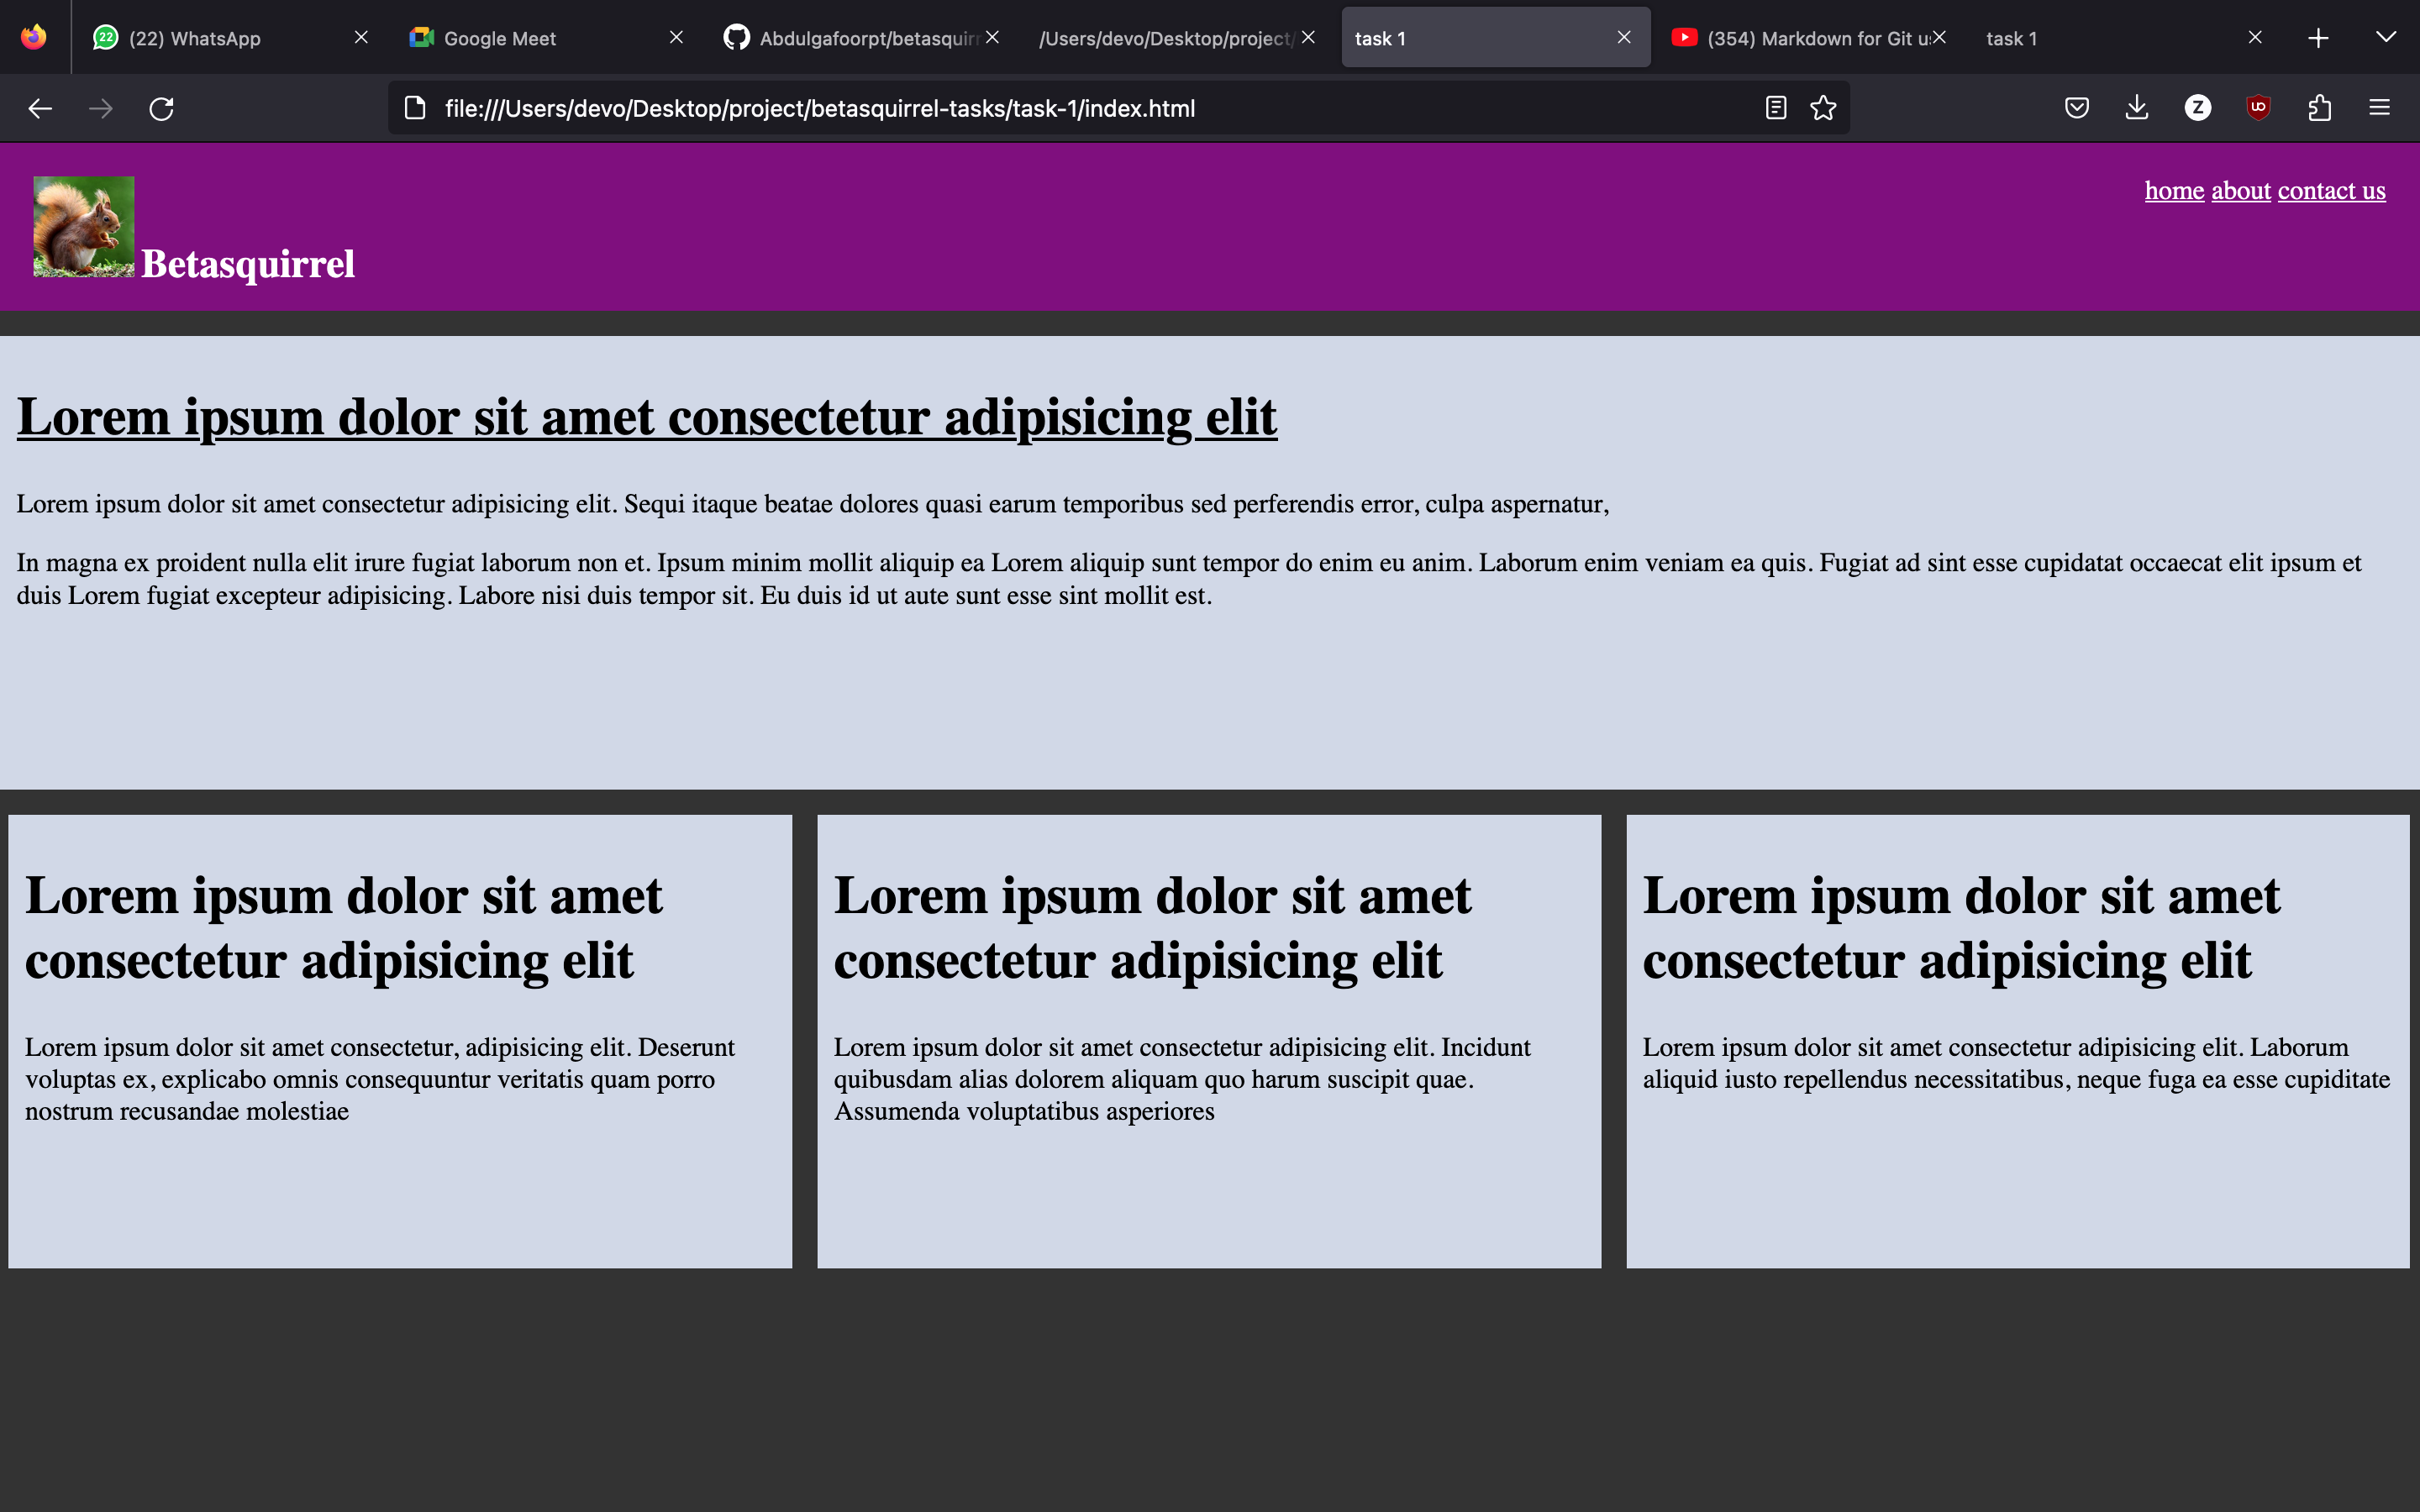 22 (22) WhatsApp
Google Meet
Abdulgafoorpt/betasquirr
/Users/devo/Desktop/project/
task 1
(354) Markdown for Git u
task 1
file:///Users/devo/Desktop/project/betasquirrel-tasks/task-1/index.html
Z
Betasquirrel
home about contact us
Lorem ipsum dolor sit amet consectetur adipisicing elit
Lorem ipsum dolor sit amet consectetur adipisicing elit. Sequi itaque beatae dolores quasi earum temporibus sed perferendis error, culpa aspernatur,
In magna ex proident nulla elit irure fugiat laborum non et. Ipsum minim mollit aliquip ea Lorem aliquip sunt tempor do enim eu anim. Laborum enim veniam ea quis. Fugiat ad sint esse cupidatat occaecat elit ipsum et
duis Lorem fugiat excepteur adipisicing. Labore nisi duis tempor sit. Eu duis id ut aute sunt esse sint mollit est.
Lorem ipsum dolor sit amet
consectetur adipisicing elit
Lorem ipsum dolor sit amet consectetur, adipisicing elit. Deserunt
voluptas ex, explicabo omnis consequuntur veritatis quam porro
nostrum recusandae molestiae
Lorem ipsum dolor sit amet
consectetur adipisicing elit
Lorem ipsum dolor sit amet consectetur adipisicing elit. Incidunt
quibusdam alias dolorem aliquam quo harum suscipit quae.
Assumenda voluptatibus asperiores
Lorem ipsum dolor sit amet
consectetur adipisicing elit
Lorem ipsum dolor sit amet consectetur adipisicing elit. Laborum
aliquid iusto repellendus necessitatibus, neque fuga ea esse cupiditate